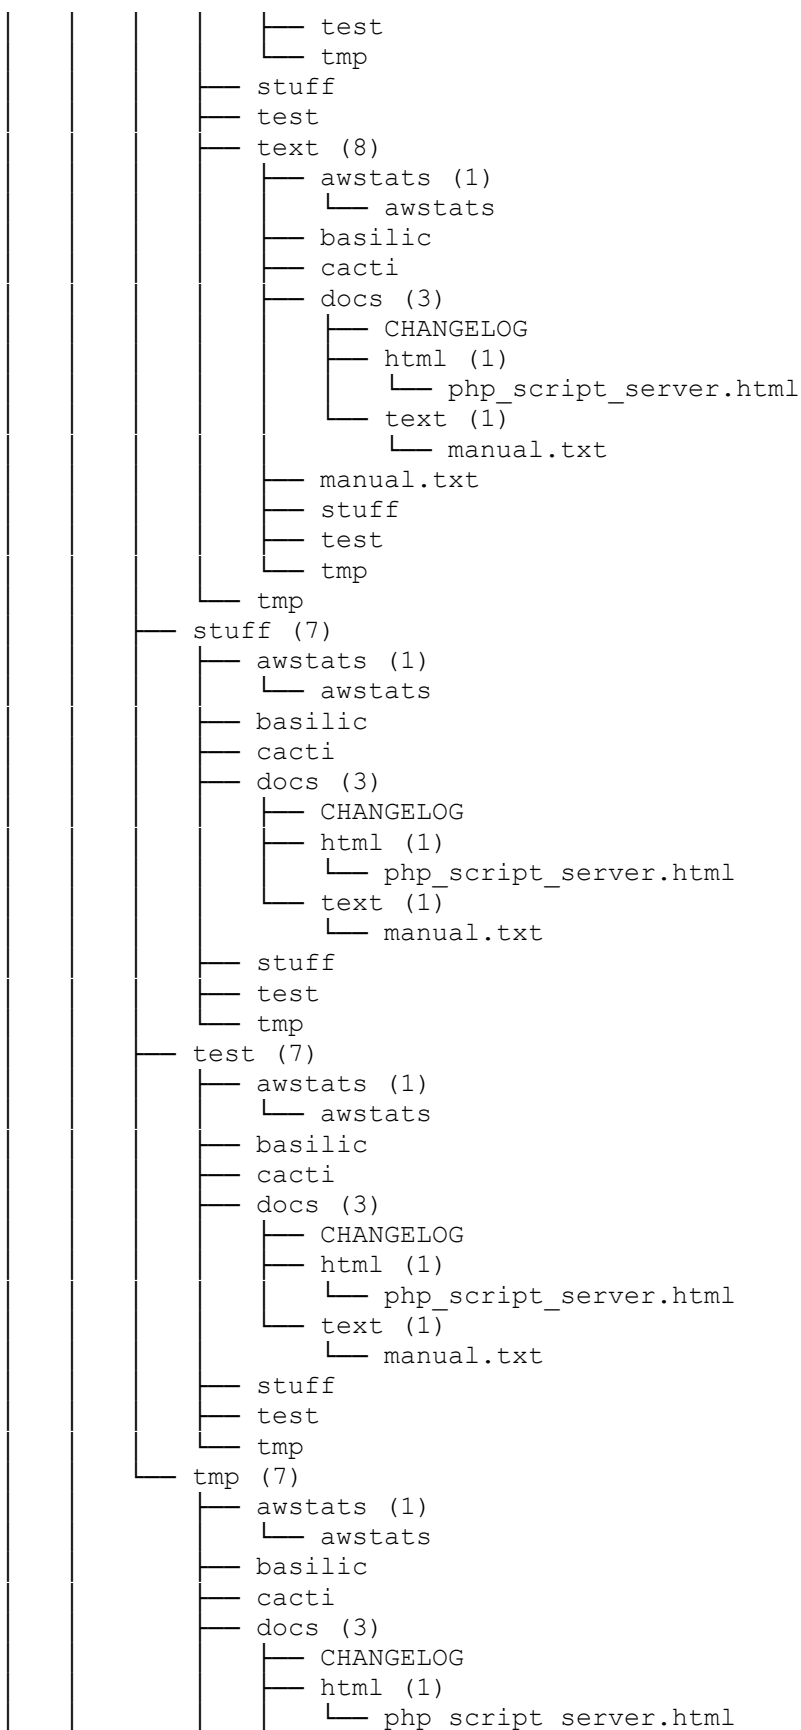 test
tmp
stuff
test
text (8)
awstats (1)
awstats
basilic
cacti
docs (3)
CHANGELOG
html (1)
php_script_server.html
text (1)
manual.txt
manual.txt
stuff
test
tmp
tmp
stuff (7)
awstats (1)
awstats
basilic
cacti
docs (3)
CHANGELOG
html (1)
php_script_server.html
text (1)
manual.txt
stuff
test
tmp
test (7)
awstats (1)
awstats
basilic
cacti
docs (3)
CHANGELOG
html (1)
php_script_server.html
text (1)
manual.txt
stuff
test
tmp
tmp (7)
awstats (1)
awstats
basilic
cacti
docs (3)
CHANGELOG
html (1)
php script server.html